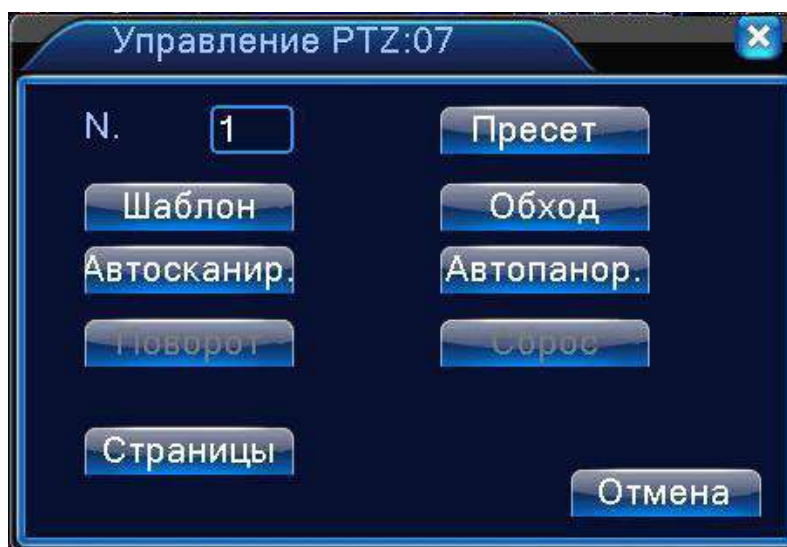 Управление PTZ:07
N. 1 Пресет
Шаблон Обход
Автосканир. Автопанор.
Поворот Сброс
Страницы
Отмена